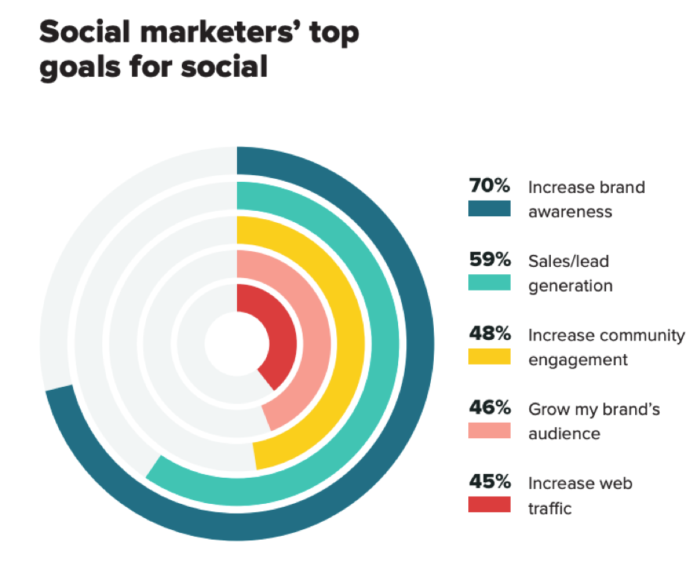 Social marketers’ top
goals for social
70% Increase brand
awareness
59% Sales/lead
generation
48% Increase community
engagement
46% Grow my brand’s
audience
45% Increase web
traffic